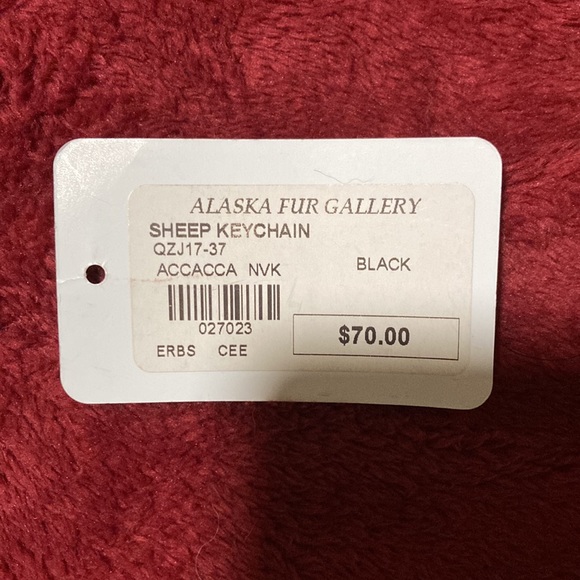 ALASKA FUR GALLERY
SHEEP KEYCHAIN
QZJ17-37
ACCACCA NVK BLACK
027023
$70.00
ERBS CEE